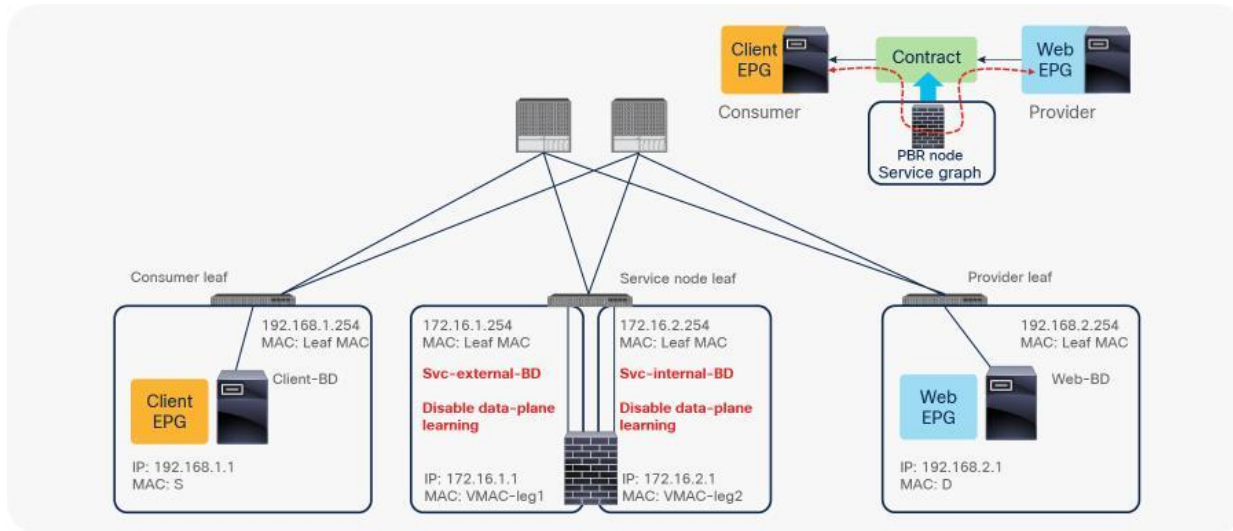 Client
EPG
Contract
Web
EPG
Consumer
Provider
PBR node
Service graph
Consumer leaf
Service node leaf
Provider leaf
192.168.1.254
MAC: Leaf MAC
Client-BD
Client
EPG
IP: 192.168.1.1
MAC: S
172.16.1.254
MAC: Leaf MAC
Svc-external-BD
Disable data-plane
learning
IP: 172.16.1.1
MAC: VMAC-leg1
172.16.2.254
MAC: Leaf MAC
Svc-internal-BD
Disable data-plane
learning
IP: 172.16.2.1
MAC: VMAC-leg2
192.168.2.254
MAC: Leaf MAC
Web-BD
Web
EPG
IP: 192.168.2.1
MAC: D